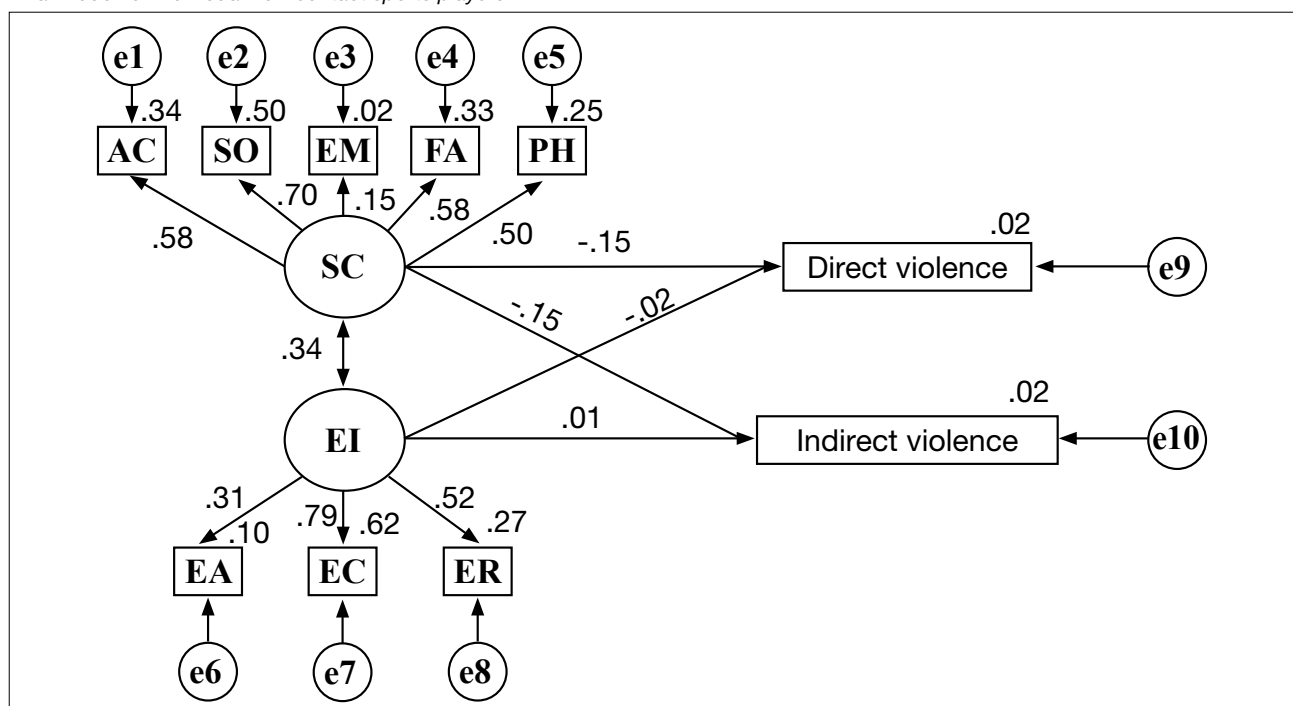 e1 e2 e3 e4 e5
.34 .50 .02 .33 .25
AC SO EM FA PH
.58 .70 .15 .58 .50
SC
-.15
.02
Direct violence
e9
-.15
-.02
.34
EI
.01
.02
Indirect violence
e10
.31 .79 .52
.10 .62 .27
EA EC ER
e6 e7 e8